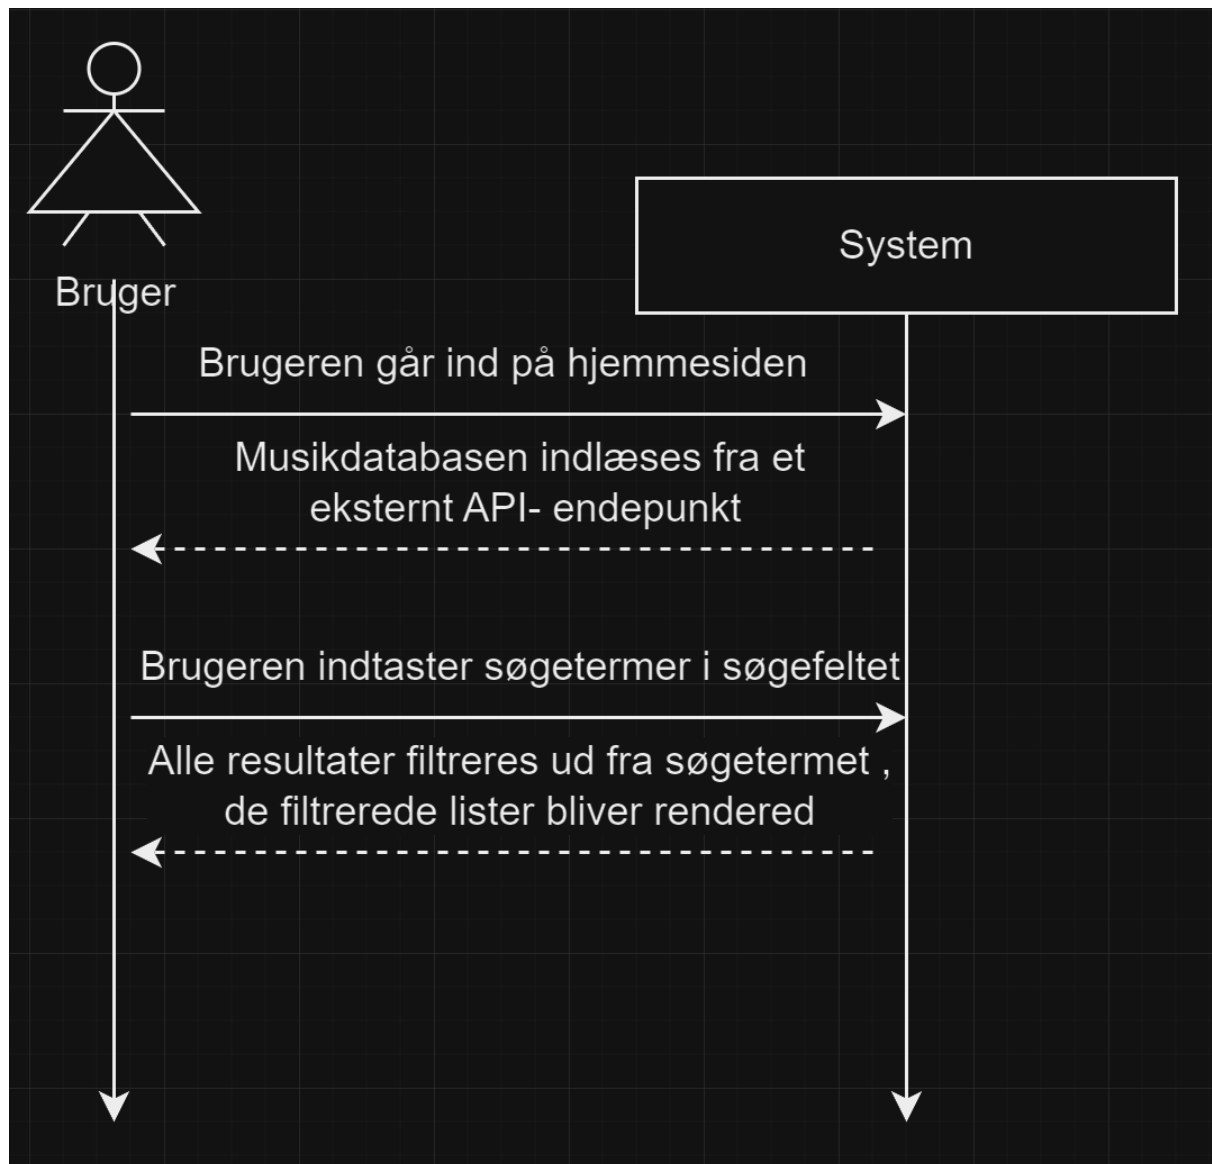 System
Bruger
Brugeren går ind på hjemmesiden
Musikdatabasen indlæses fra et
eksternt API- endepunkt
Brugeren indtaster søgetermer i søgefeltet
Alle resultater filtreres ud fra søgetermet ,
de filtrerede lister bliver rendered